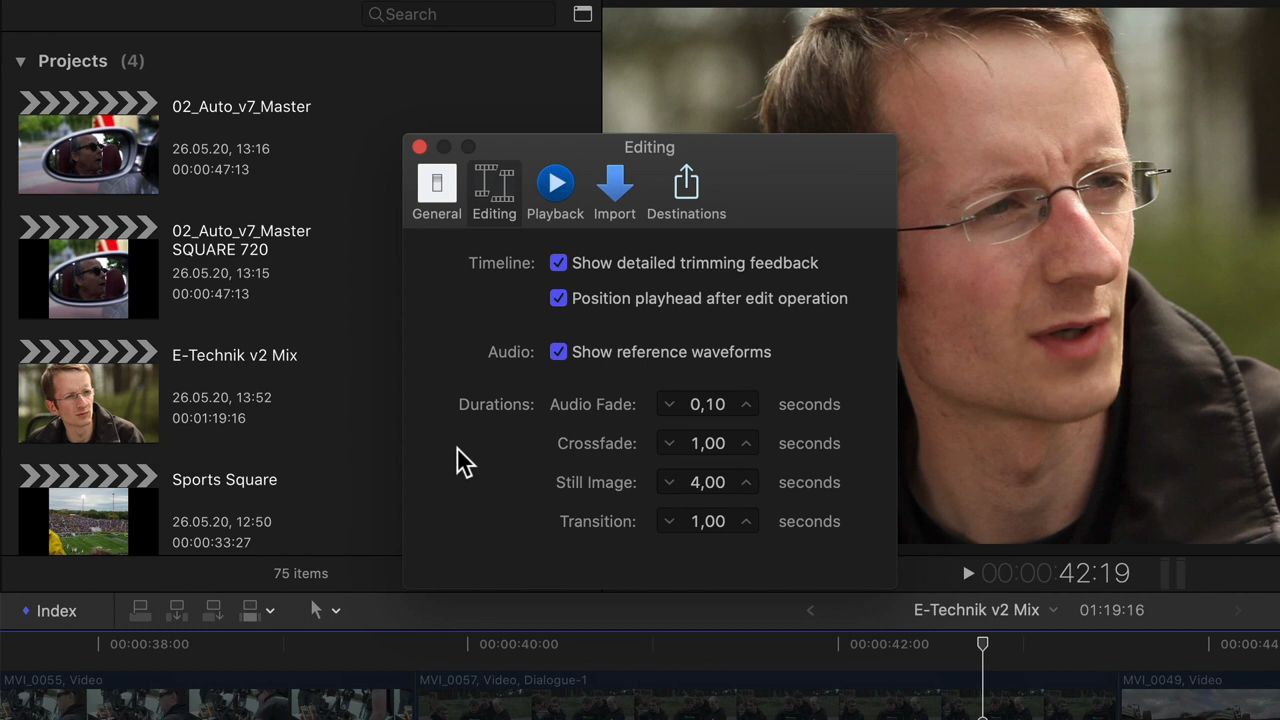 Search
Projects (4)
02_Auto_v7_Master
26.05.20, 13:16
00:00:47:13
02_Auto_v7_Master
SQUARE 720
26.05.20, 13:15
00:00:47:13
E-Technik v2 Mix
26.05.20, 13:52
00:01:19:16
Sports Square
26.05.20, 12:50
00:00:33:27
75 items
Editing
General Editing Playback Import Destinations
Timeline: Show detailed trimming feedback
Position playhead after edit operation
Audio: Show reference waveforms
Durations: Audio Fade: 0,10 seconds
Crossfade: 1,00 seconds
Still Image: 4,00 seconds
Transition: 1,00 seconds
00:00:42:19
Index
E-Technik v2 Mix 01:19:16
00:00:38:00 00:00:40:00 00:00:42:00 00:00:44
MVI_0055, Video MVI_0057, Video, Dialogue-1 MVI_0049, Video